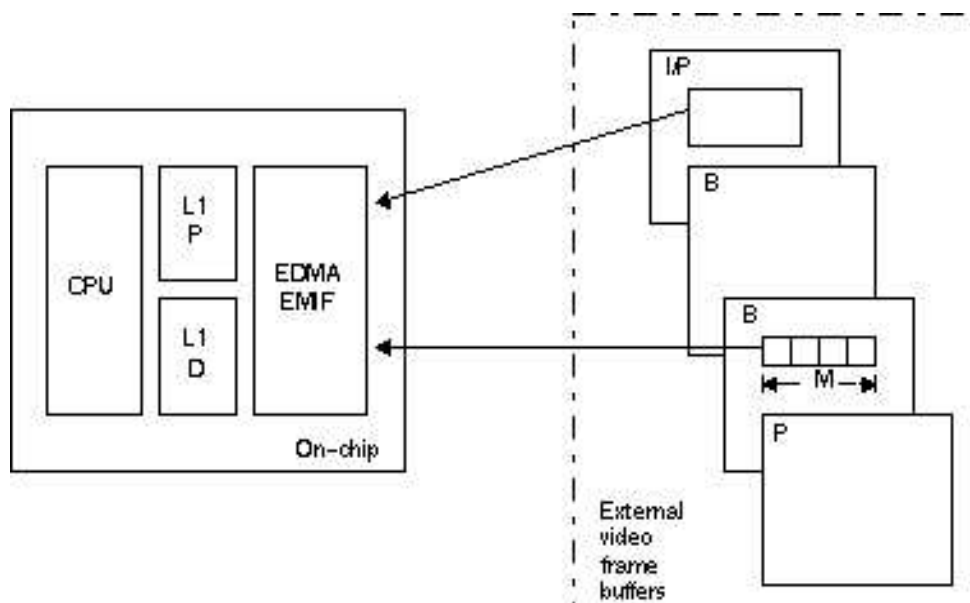 CPU
L1
P
L1
D
EDMA
EMIF
On-chip
I/P
B
B
M
P
External
video
frame
buffers